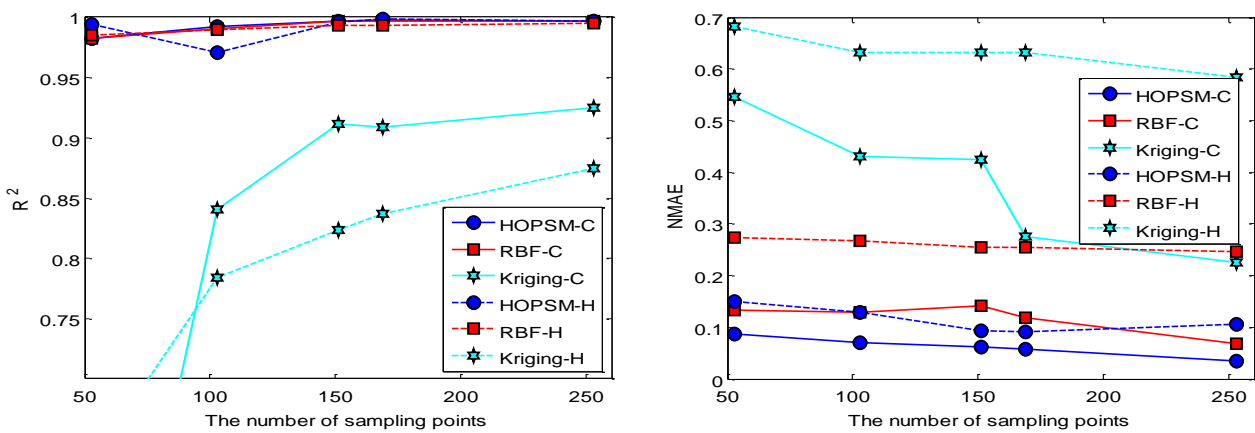 1
0.95
0.9
0.85
0.8
0.75
R²
50 100 150 200 250
The number of sampling points
HOPSM-C
RBF-C
Kriging-C
HOPSM-H
RBF-H
Kriging-H
0.7
0.6
0.5
0.4
0.3
0.2
0.1
0
NMAE
50 100 150 200 250
The number of sampling points
HOPSM-C
RBF-C
Kriging-C
HOPSM-H
RBF-H
Kriging-H